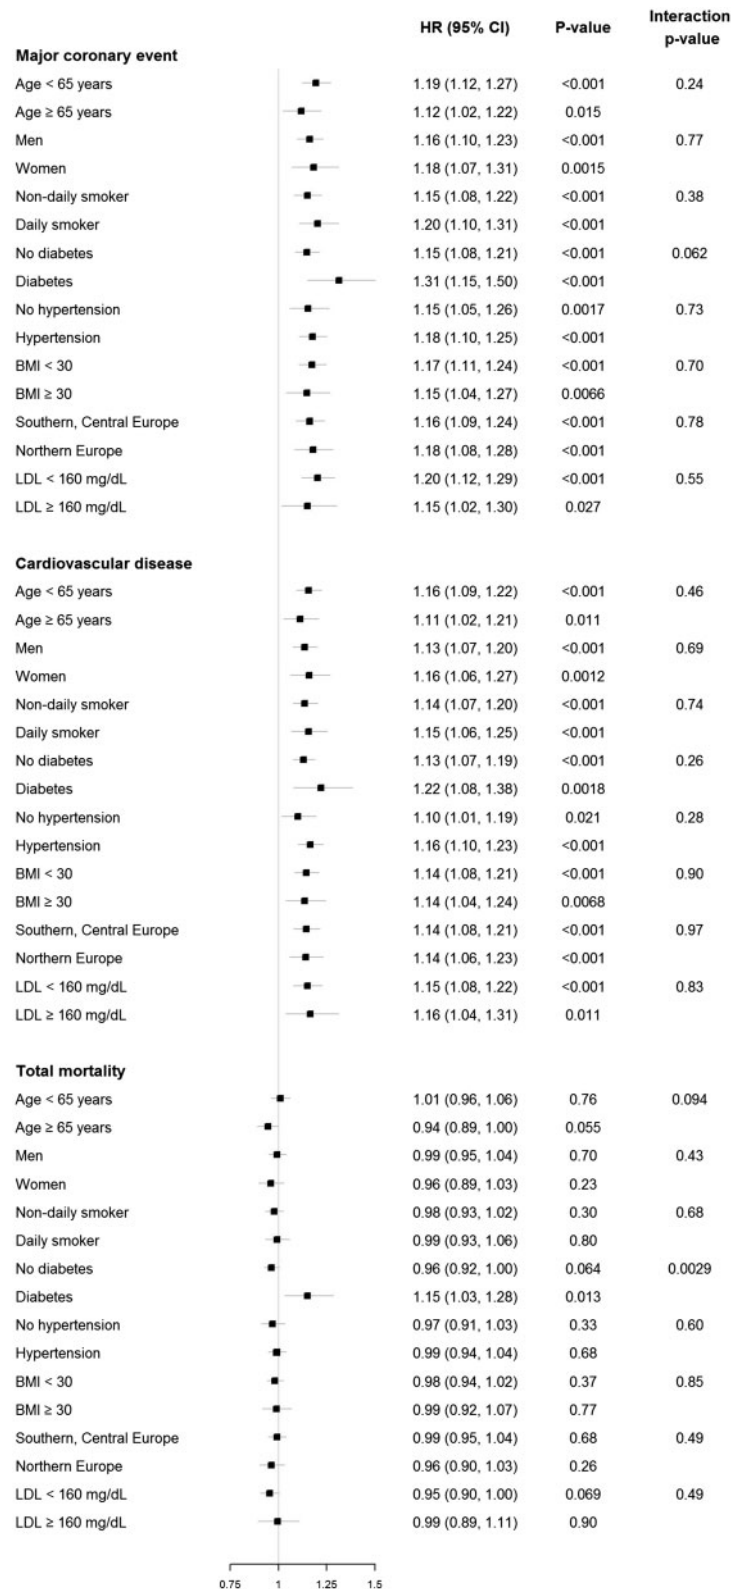 HR (95% CI) P-value Interaction p-value
Major coronary event
Age < 65 years 1.19 (1.12, 1.27) <0.001 0.24
Age ≥ 65 years 1.12 (1.02, 1.22) 0.015
Men 1.16 (1.10, 1.23) <0.001 0.77
Women 1.18 (1.07, 1.31) 0.0015
Non-daily smoker 1.15 (1.08, 1.22) <0.001 0.38
Daily smoker 1.20 (1.10, 1.31) <0.001
No diabetes 1.15 (1.08, 1.21) <0.001 0.062
Diabetes 1.31 (1.15, 1.50) <0.001
No hypertension 1.15 (1.05, 1.26) 0.0017 0.73
Hypertension 1.18 (1.10, 1.25) <0.001
BMI < 30 1.17 (1.11, 1.24) <0.001 0.70
BMI ≥ 30 1.15 (1.04, 1.27) 0.0066
Southern, Central Europe 1.16 (1.09, 1.24) <0.001 0.78
Northern Europe 1.18 (1.08, 1.28) <0.001
LDL < 160 mg/dL 1.20 (1.12, 1.29) <0.001 0.55
LDL ≥ 160 mg/dL 1.15 (1.02, 1.30) 0.027
Cardiovascular disease
Age < 65 years 1.16 (1.09, 1.22) <0.001 0.46
Age ≥ 65 years 1.11 (1.02, 1.21) 0.011
Men 1.13 (1.07, 1.20) <0.001 0.69
Women 1.16 (1.06, 1.27) 0.0012
Non-daily smoker 1.14 (1.07, 1.20) <0.001 0.74
Daily smoker 1.15 (1.06, 1.25) <0.001
No diabetes 1.13 (1.07, 1.19) <0.001 0.26
Diabetes 1.22 (1.08, 1.38) 0.0018
No hypertension 1.10 (1.01, 1.19) 0.021 0.28
Hypertension 1.16 (1.10, 1.23) <0.001
BMI < 30 1.14 (1.08, 1.21) <0.001 0.90
BMI ≥ 30 1.14 (1.04, 1.24) 0.0068
Southern, Central Europe 1.14 (1.08, 1.21) <0.001 0.97
Northern Europe 1.14 (1.06, 1.23) <0.001
LDL < 160 mg/dL 1.15 (1.08, 1.22) <0.001 0.83
LDL ≥ 160 mg/dL 1.16 (1.04, 1.31) 0.011
Total mortality
Age < 65 years 1.01 (0.96, 1.06) 0.76 0.094
Age ≥ 65 years 0.94 (0.89, 1.00) 0.055
Men 0.99 (0.95, 1.04) 0.70 0.43
Women 0.96 (0.89, 1.03) 0.23
Non-daily smoker 0.98 (0.93, 1.02) 0.30 0.68
Daily smoker 0.99 (0.93, 1.06) 0.80
No diabetes 0.96 (0.92, 1.00) 0.064 0.0029
Diabetes 1.15 (1.03, 1.28) 0.013
No hypertension 0.97 (0.91, 1.03) 0.33 0.60
Hypertension 0.99 (0.94, 1.04) 0.68
BMI < 30 0.98 (0.94, 1.02) 0.37 0.85
BMI ≥ 30 0.99 (0.92, 1.07) 0.77
Southern, Central Europe 0.99 (0.95, 1.04) 0.68 0.49
Northern Europe 0.96 (0.90, 1.03) 0.26
LDL < 160 mg/dL 0.95 (0.90, 1.00) 0.069 0.49
LDL ≥ 160 mg/dL 0.99 (0.89, 1.11) 0.90
0.75 1 1.25 1.5